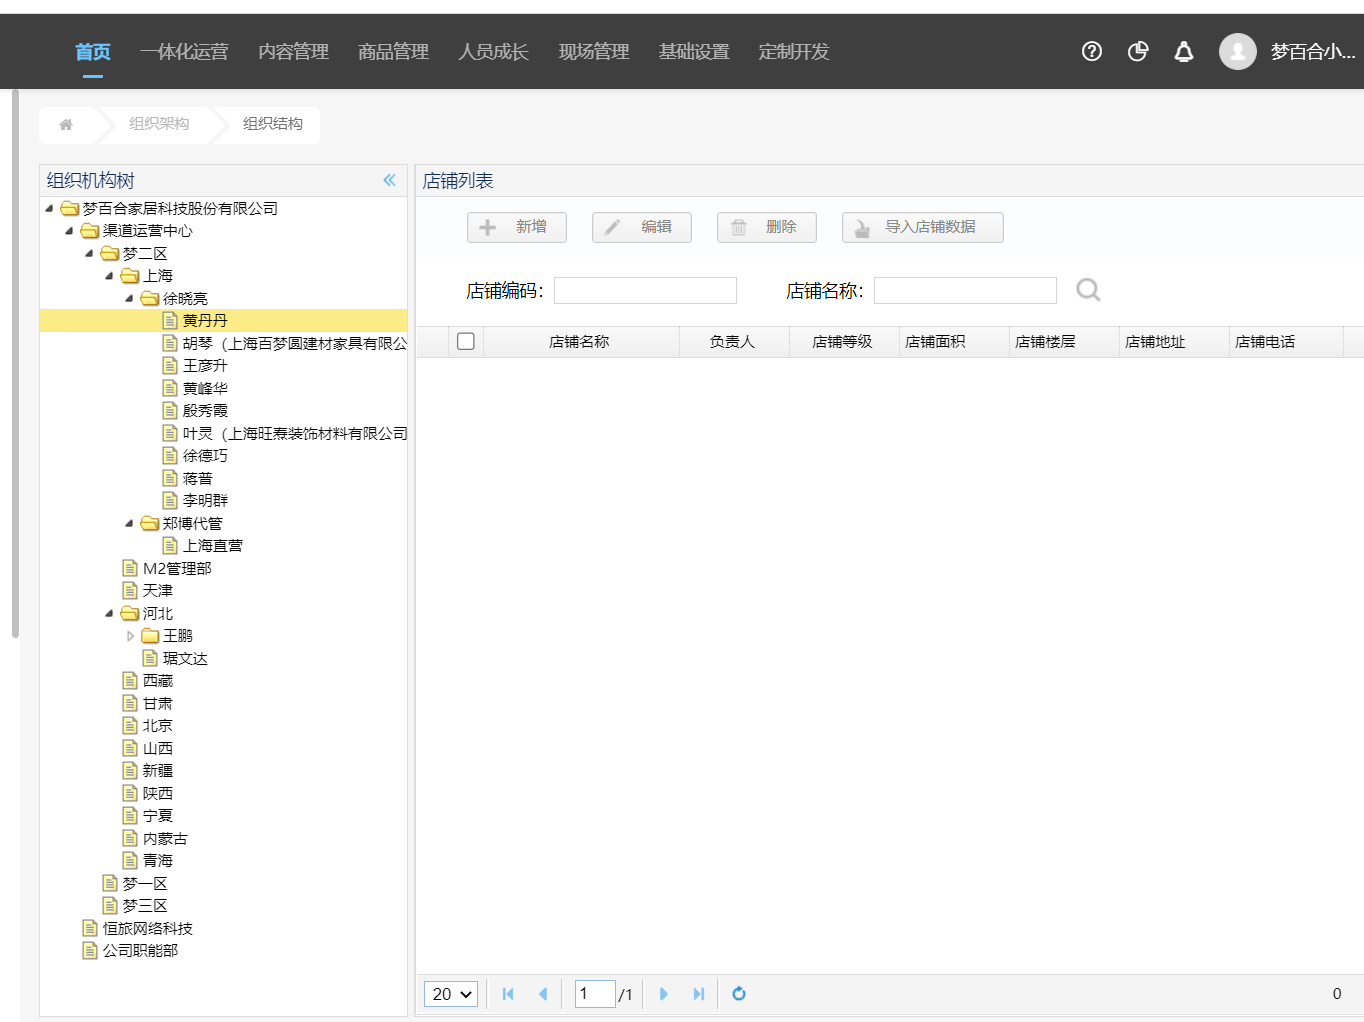 首页 一体化运营 内容管理 商品管理 人员成长 现场管理 基础设置 定制开发 梦百合小...
组织架构 组织结构
组织机构树
梦百合家居科技股份有限公司
渠道运营中心
梦二区
上海
徐晓亮
黄丹丹
胡琴（上海百梦圆建材家具有限公
王彦升
黄峰华
殷秀霞
叶灵（上海旺焘装饰材料有限公司
徐德巧
蒋普
李明群
郑博代管
上海直营
M2管理部
天津
河北
王鹏
琚文达
西藏
甘肃
北京
山西
新疆
陕西
宁夏
内蒙古
青海
梦一区
梦三区
恒旅网络科技
公司职能部
店铺列表
新增 编辑 删除 导入店铺数据
店铺编码： 店铺名称：
店铺名称 负责人 店铺等级 店铺面积 店铺楼层 店铺地址 店铺电话
20 1 /1 0